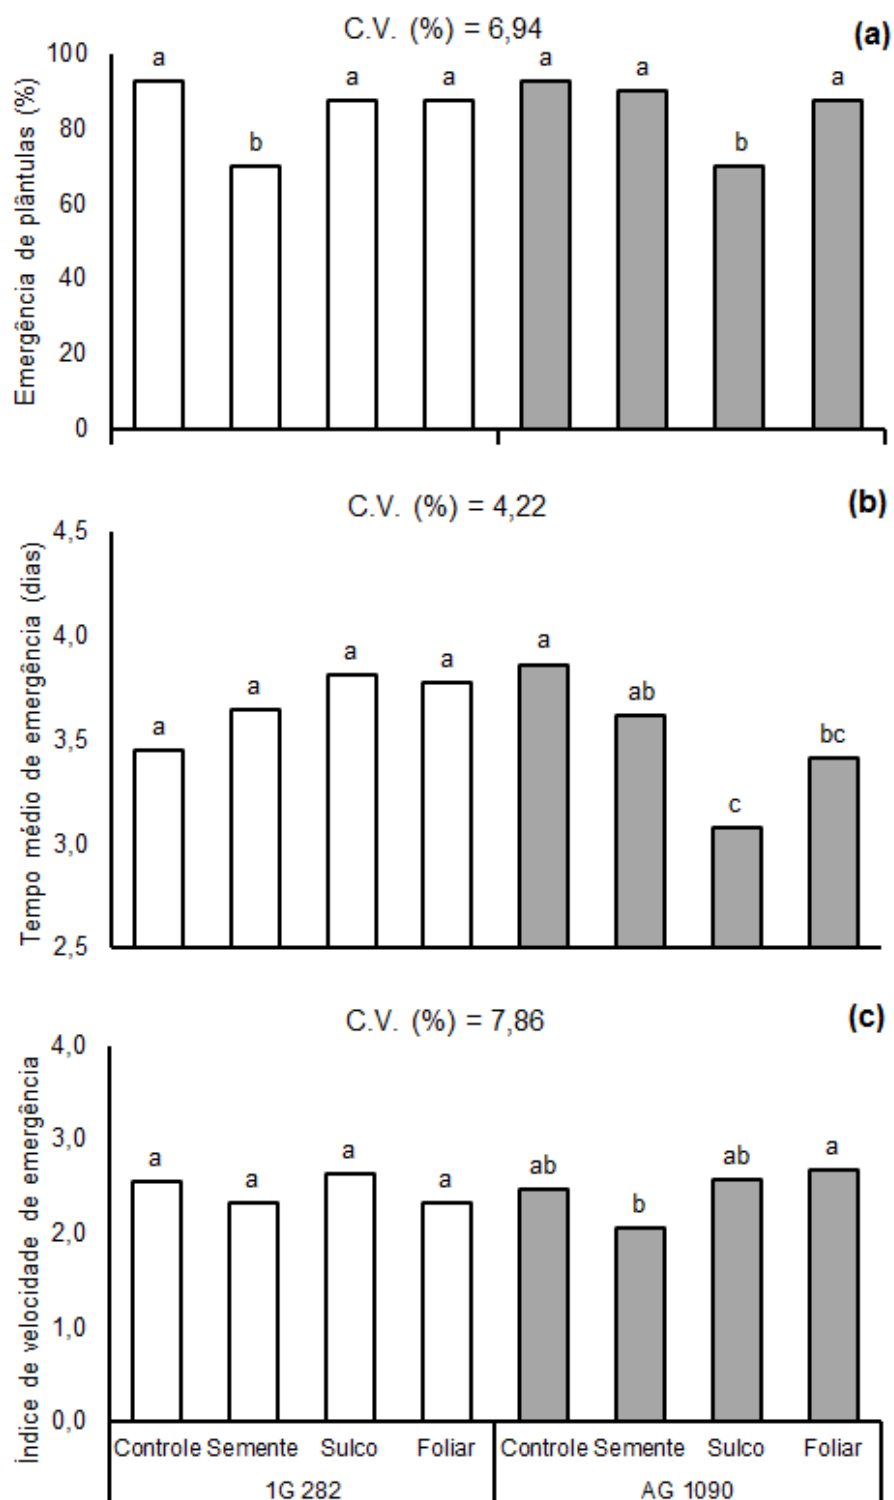 C.V. (%) = 6,94
(a)
Emergência de plântulas (%)
100
80
60
40
20
0
a
b
a
a
a
a
b
a
C.V. (%) = 4,22
(b)
Tempo médio de emergência (dias)
4,5
4,0
3,5
3,0
2,5
a
a
a
a
a
ab
c
bc
C.V. (%) = 7,86
(c)
Índice de velocidade de emergência
4,0
3,0
2,0
1,0
0,0
a
a
a
a
ab
b
ab
a
Controle Semente Sulco Foliar Controle Semente Sulco Foliar
1G 282 AG 1090